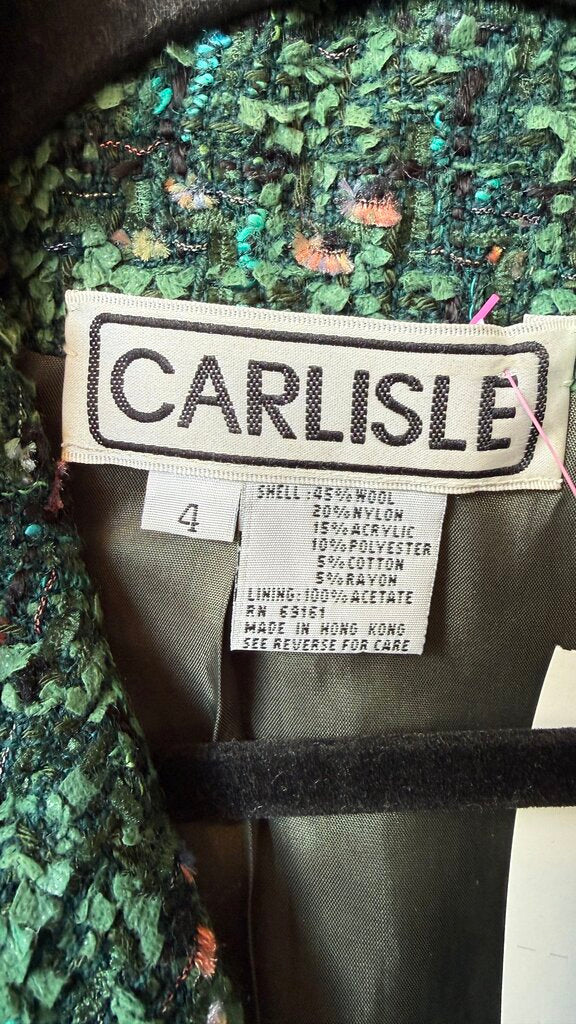 CARLISLE
4
SHELL:45%WOOL
20%NYLON
15%ACRYLIC
10%POLYESTER
5%COTTON
5%RAYON
LINING:100%ACETATE
RN 69161
MADE IN HONG KONG
SEE REVERSE FOR CARE